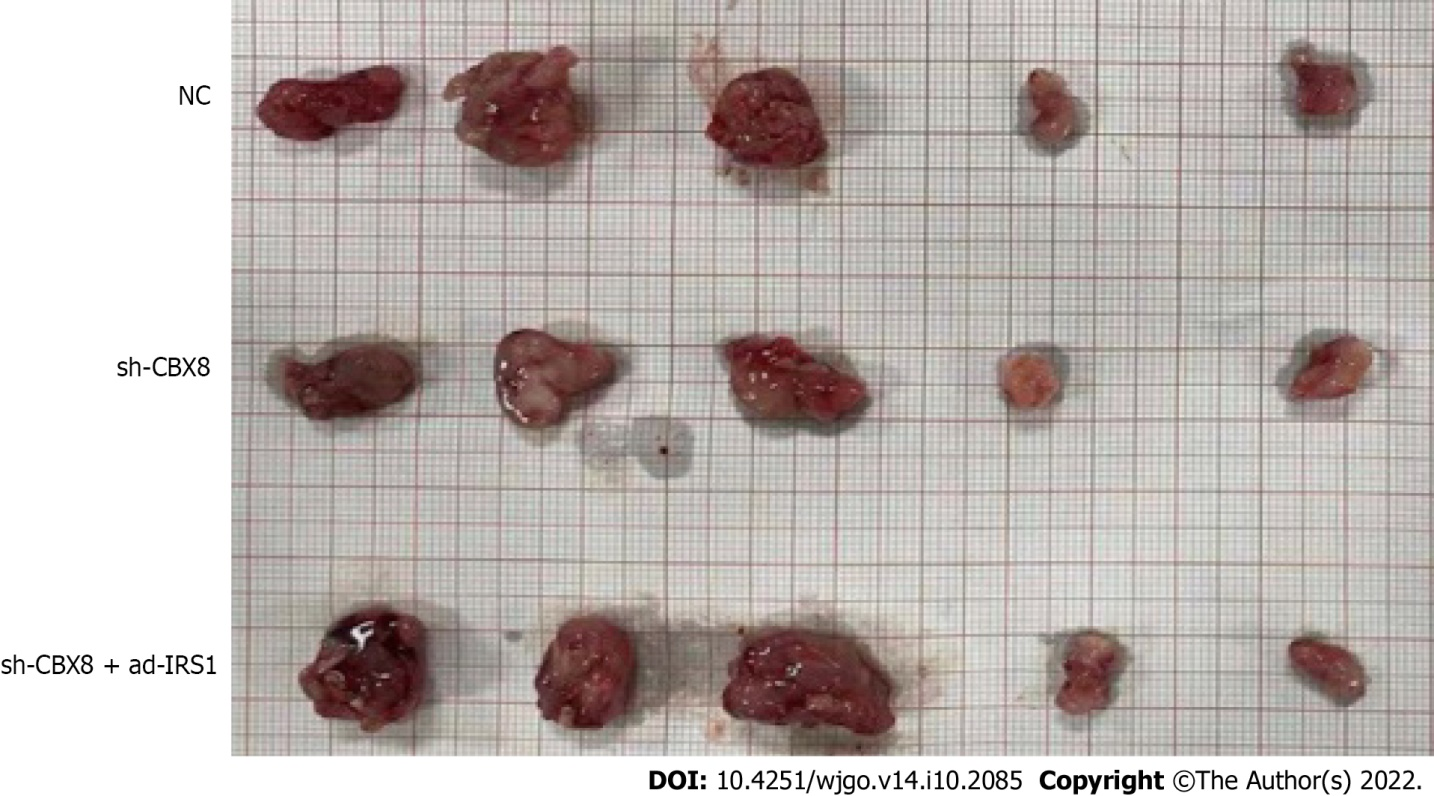 NC
sh-CBX8
sh-CBX8 + ad-IRS1
DOI: 10.4251/wjgo.v14.i10.2085 Copyright ©The Author(s) 2022.